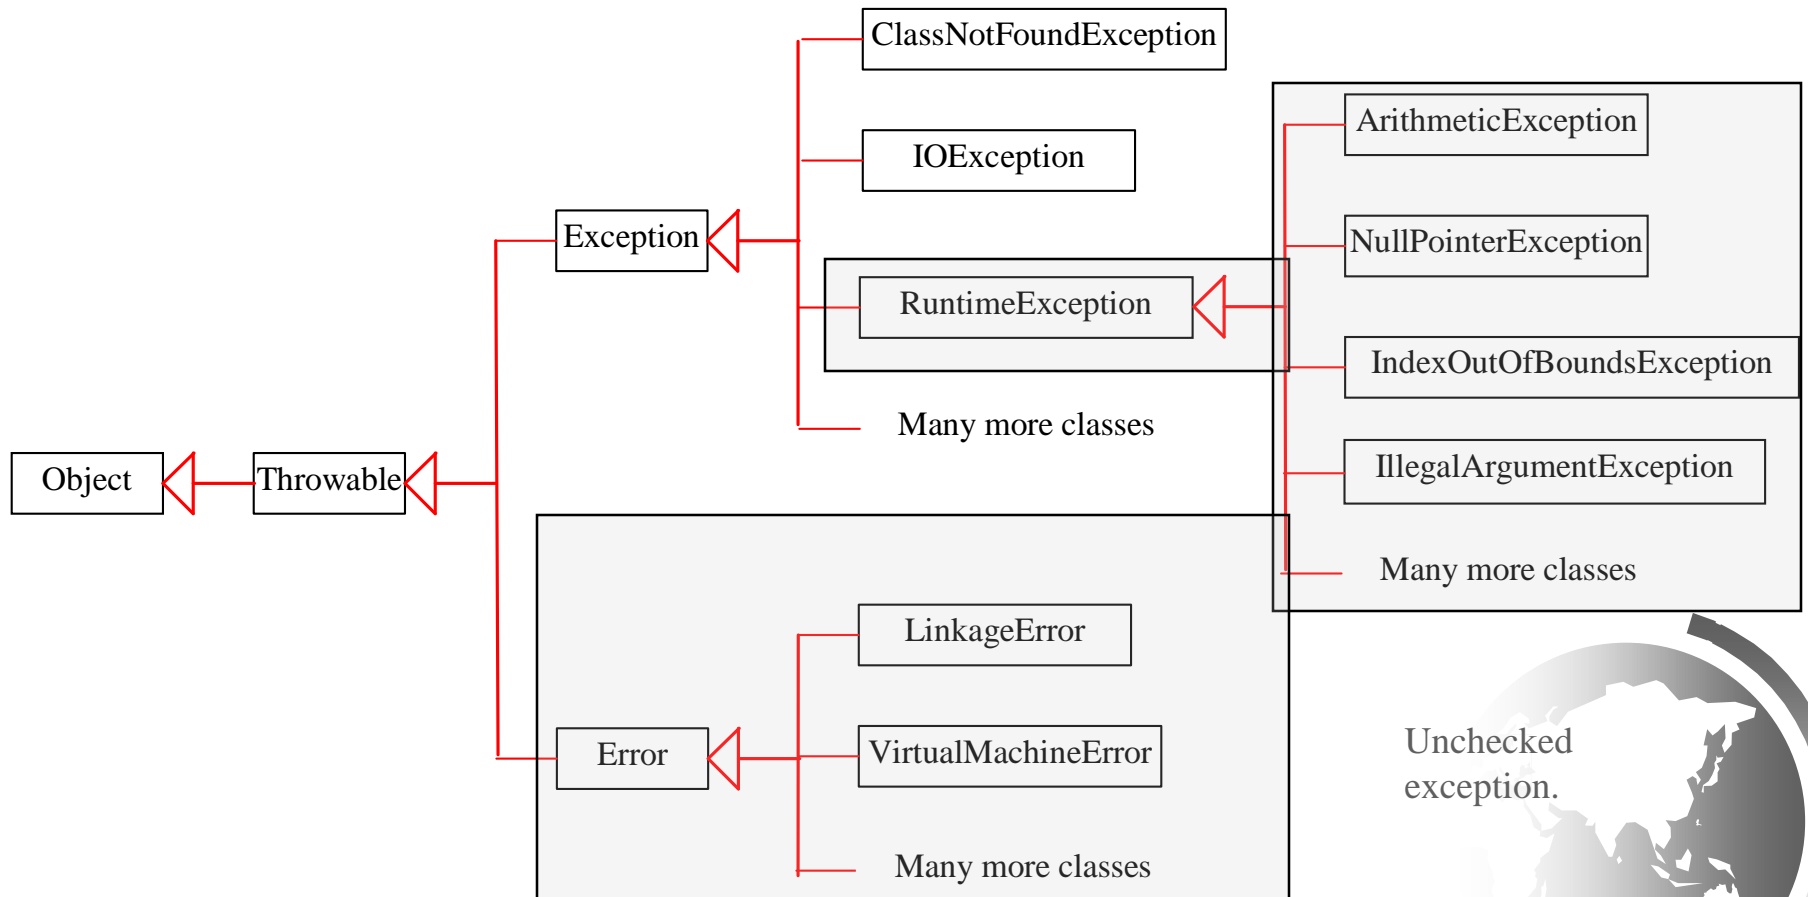 ClassNotFoundException
ArithmeticException
IOException
NullPointerException
Exception
RuntimeException
IndexOutOfBoundsException
Many more classes
Object
Throwable
IllegalArgumentException
Many more classes
LinkageError
Error
VirtualMachineError
Unchecked
exception.
Many more classes